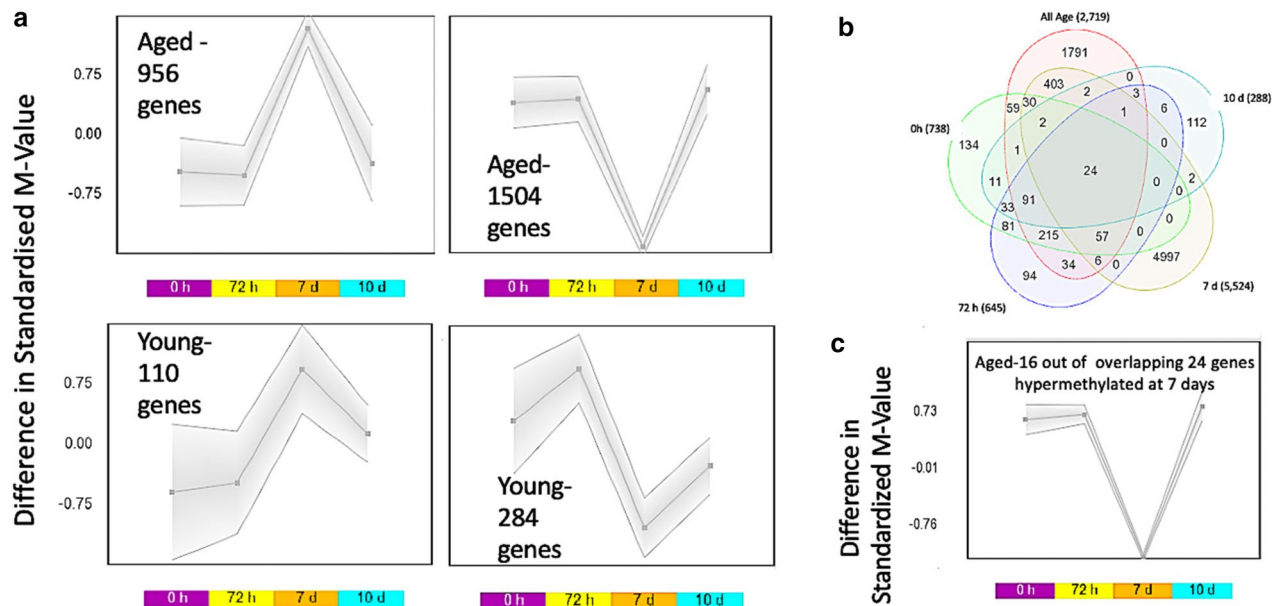 a
Difference in Standardised M-Value
0.75
0.00
-0.75
Aged -
956
genes
Aged-
1504
genes
0 h 72 h 7 d 10 d
0 h 72 h 7 d 10 d
0.75
0.00
-0.75
Young-
110
genes
Young-
284
genes
0 h 72 h 7 d 10 d
0 h 72 h 7 d 10 d
b
All Age (2,719)
10 d (288)
0h (738)
72 h (645)
7 d (5,524)
1791
0
403
2
3
59
30
1
6
112
2
134
0
1
24
11
0
2
0
91
33
0
81
215
57
0
4997
94
34
6
0
c
Aged-16 out of overlapping 24 genes
hypermethylated at 7 days
Difference in
Standardized M-Value
0.73
-0.01
-0.76
0 h 72 h 7 d 10 d